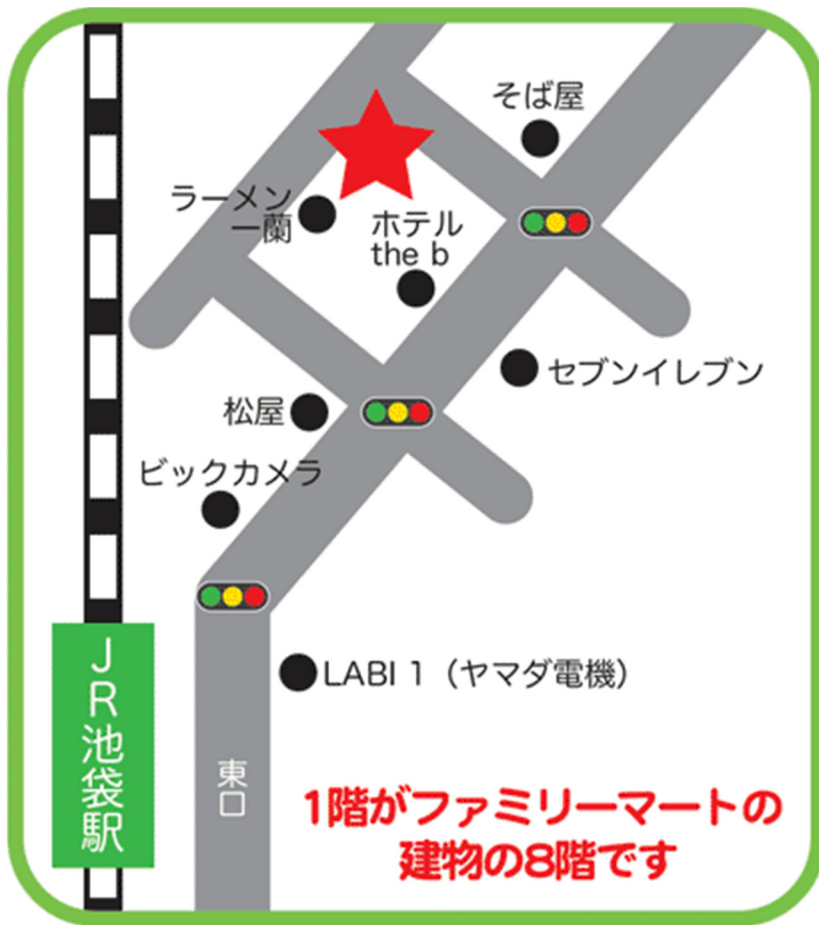 そば屋
ラーメン
一蘭
ホテル
the b
セブンイレブン
松屋
ビックカメラ
LABI 1（ヤマダ電機）
JR池袋駅
東口
1階がファミリーマートの
建物の8階です